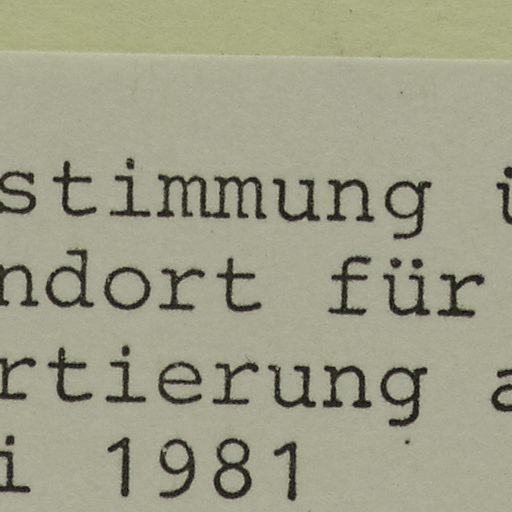 stimmung ü
ndort für
rtierung a
i 1981